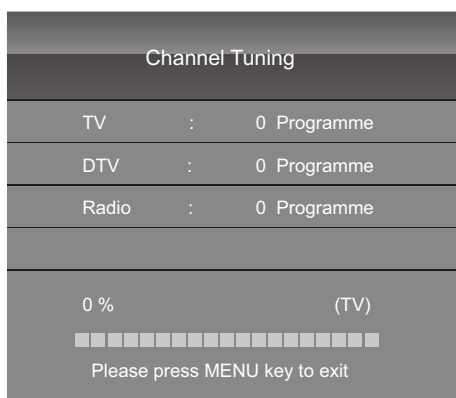 Channel Tuning
TV : 0 Programme
DTV : 0 Programme
Radio : 0 Programme
0 % (TV)
Please press MENU key to exit